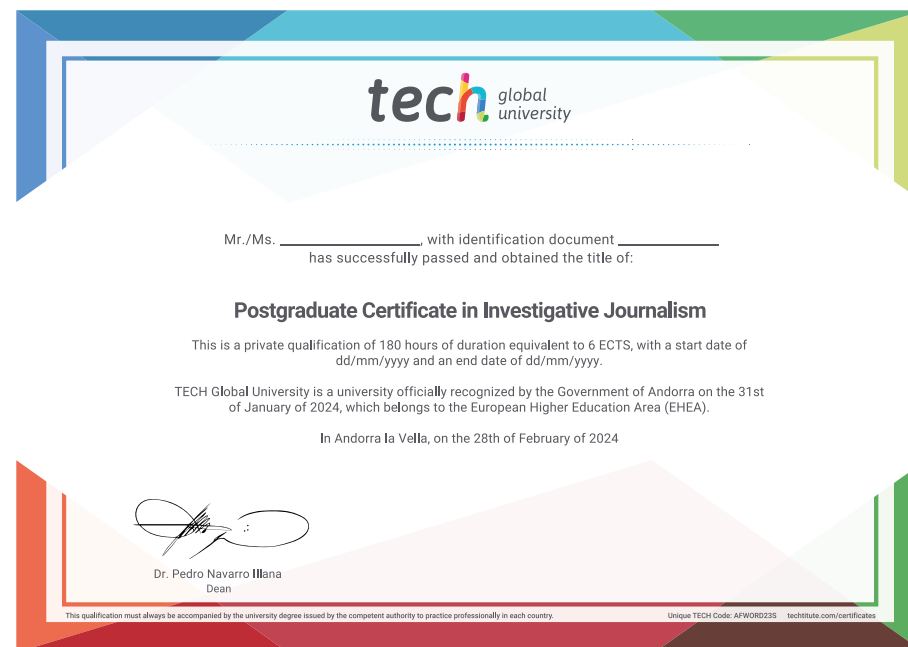 tech global university
Mr./Ms. ____________________, with identification document ______________
has successfully passed and obtained the title of:
Postgraduate Certificate in Investigative Journalism
This is a private qualification of 180 hours of duration equivalent to 6 ECTS, with a start date of
dd/mm/yyyy and an end date of dd/mm/yyyy.
TECH Global University is a university officially recognized by the Government of Andorra on the 31st
of January of 2024, which belongs to the European Higher Education Area (EHEA).
In Andorra la Vella, on the 28th of February of 2024
Dr. Pedro Navarro Illana
Dean
This qualification must always be accompanied by the university degree issued by the competent authority to practice professionally in each country. Unique TECH Code: AFWORD23S techtitute.com/certificates